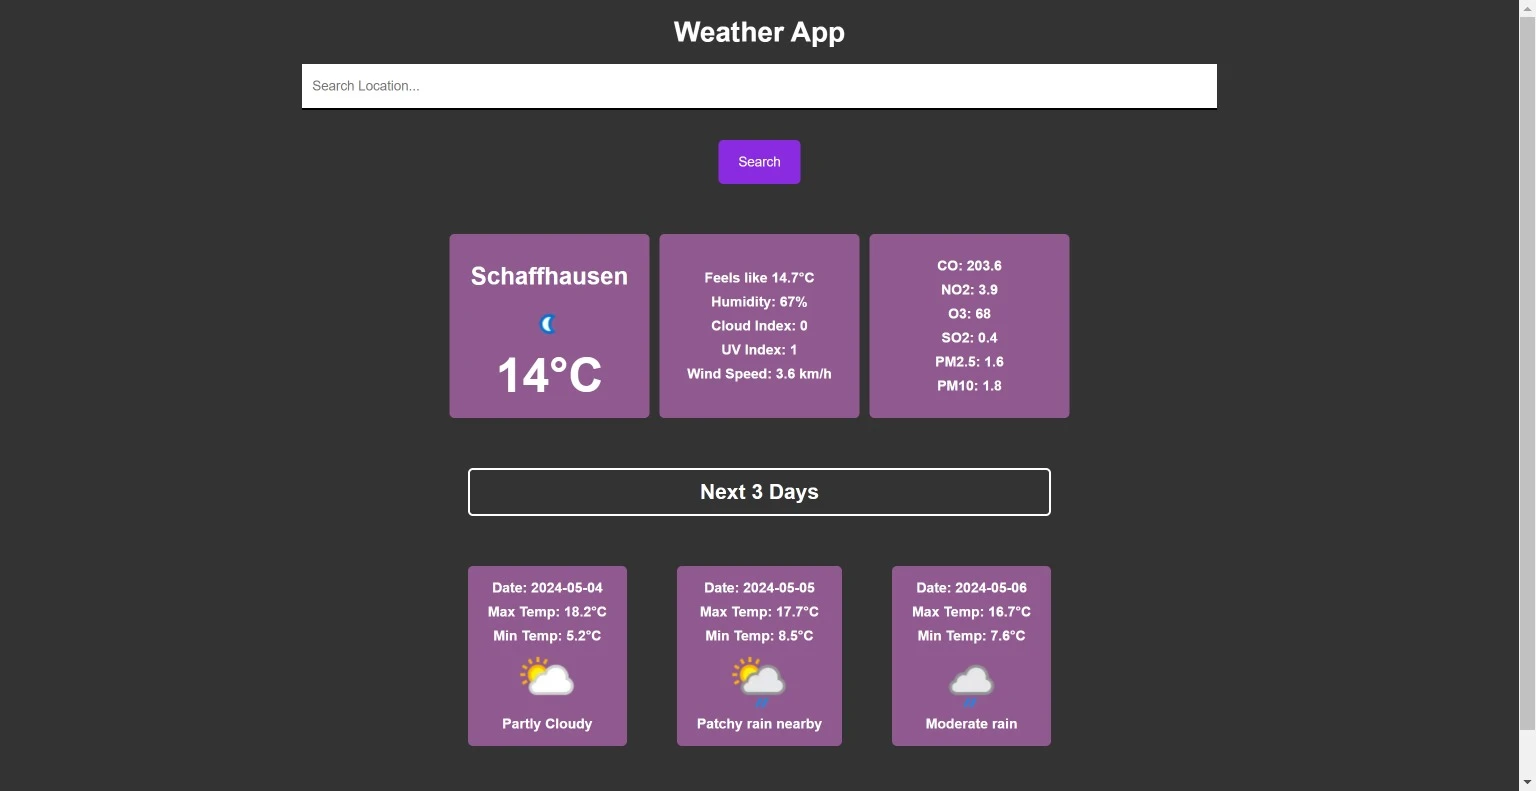 Weather App
Search Location...
Search
Schaffhausen
14°C
Feels like 14.7°C
Humidity: 67%
Cloud Index: 0
UV Index: 1
Wind Speed: 3.6 km/h
CO: 203.6
NO2: 3.9
O3: 68
SO2: 0.4
PM2.5: 1.6
PM10: 1.8
Next 3 Days
Date: 2024-05-04
Max Temp: 18.2°C
Min Temp: 5.2°C
Partly Cloudy
Date: 2024-05-05
Max Temp: 17.7°C
Min Temp: 8.5°C
Patchy rain nearby
Date: 2024-05-06
Max Temp: 16.7°C
Min Temp: 7.6°C
Moderate rain